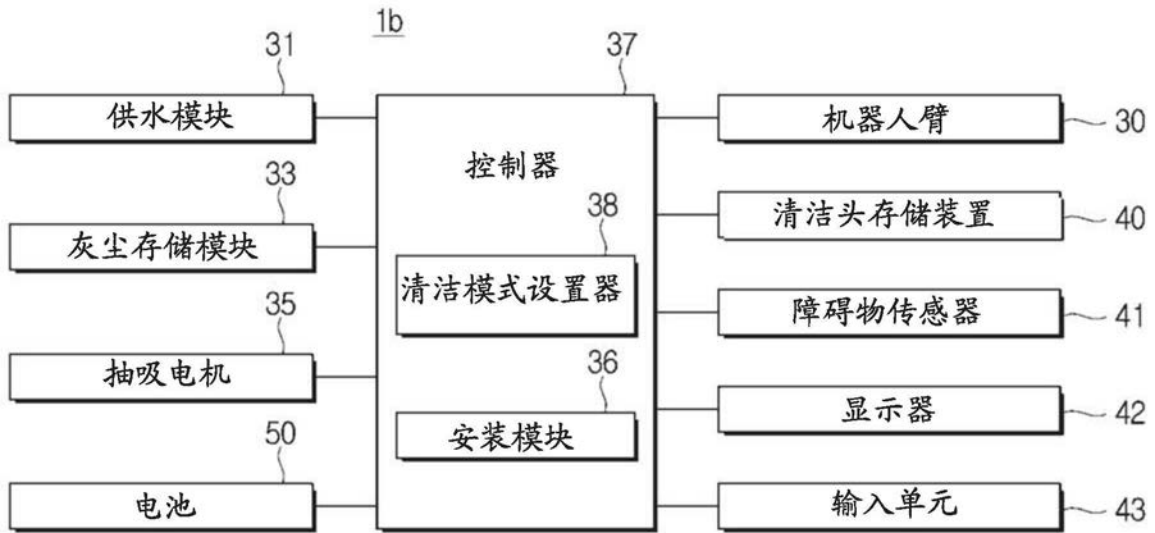 1b
31
37
供水模块
控制器
机器人臂
30
33
38
清洁头存储装置
40
灰尘存储模块
清洁模式设置器
障碍物传感器
41
35
36
抽吸电机
安装模块
显示器
42
50
电池
输入单元
43